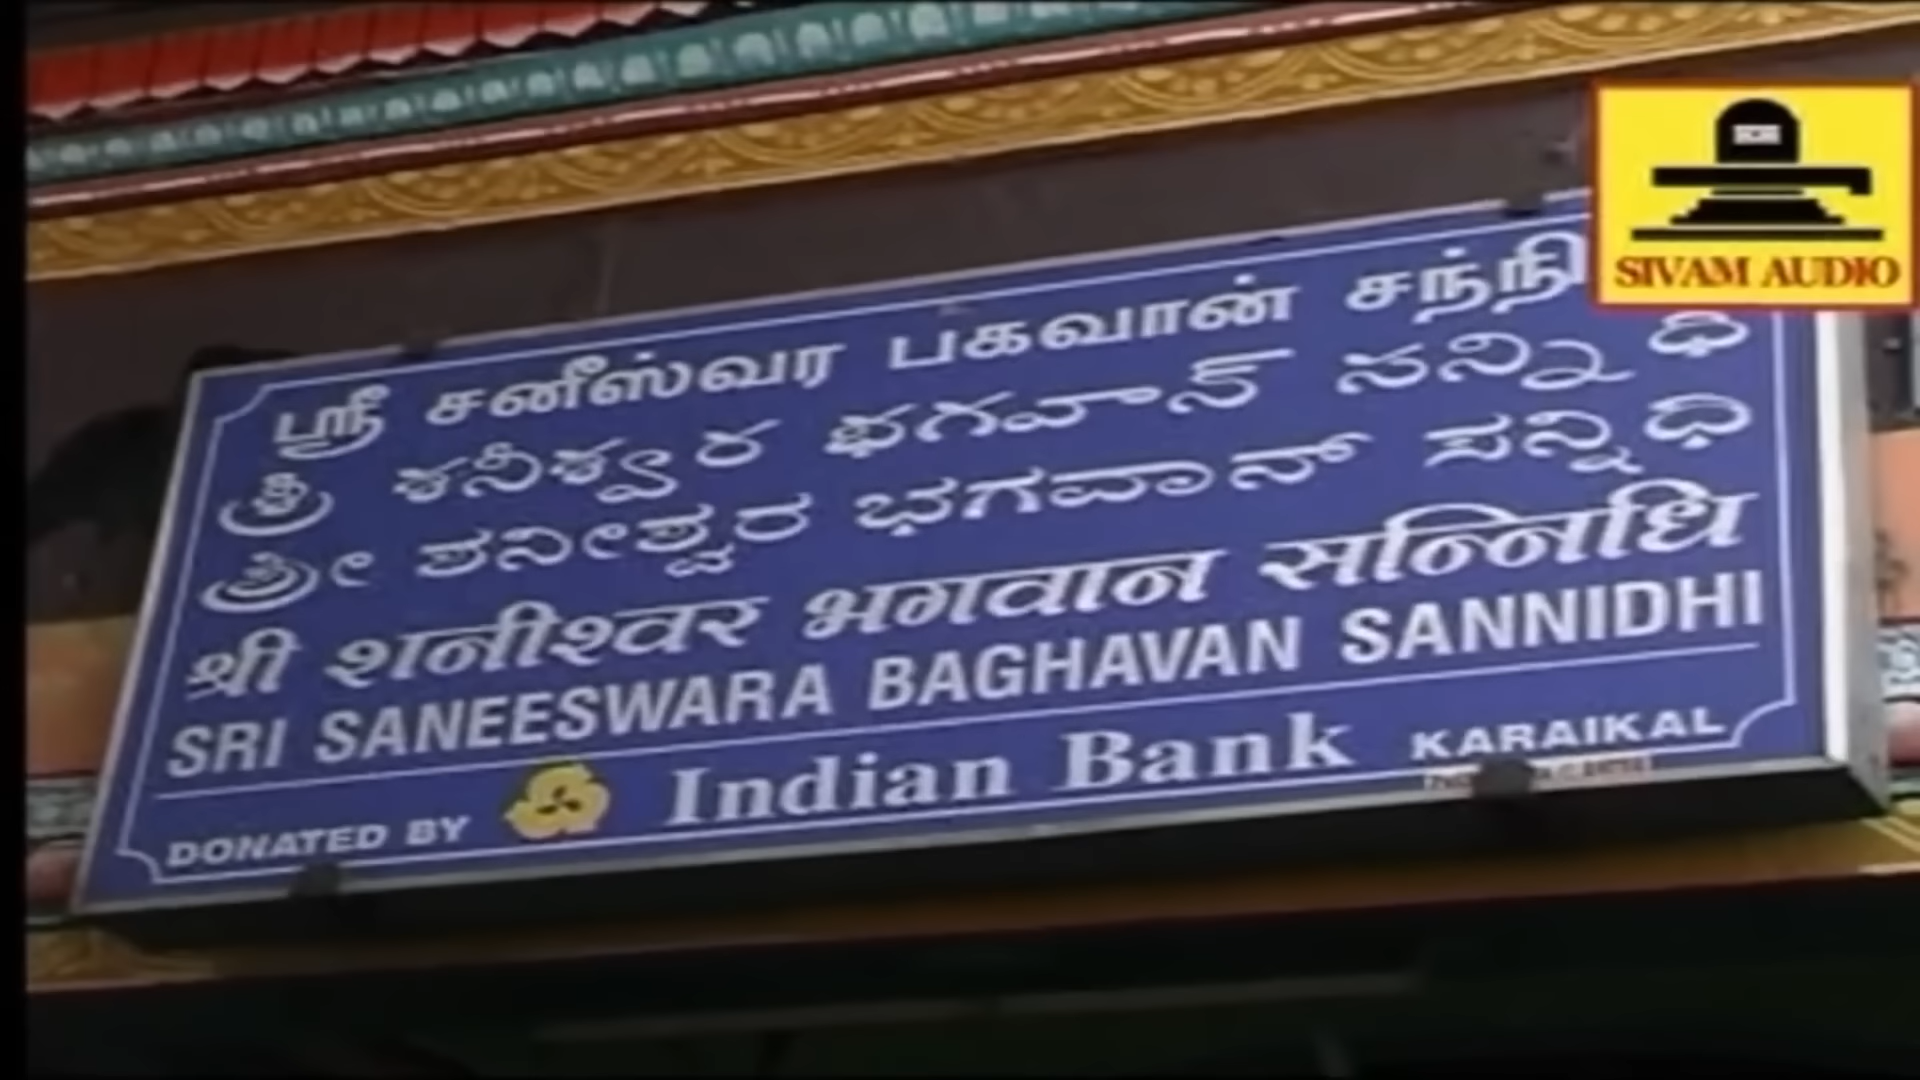 ஸ்ரீ சனீஸ்வர பகவான் சந்நி
SIVAM AUDIO
శ్రీ శనీశ్వర భగవాన్ సన్నిధి
ಶ್ರೀ ಶನೀಶ್ವರ ಭಗವಾನ್ ಸನ್ನಿಧಿ
श्री शनीश्वर भगवान सन्निधि
SRI SANEESWARA BAGHAVAN SANNIDHI
DONATED BY Indian Bank KARAIKAL